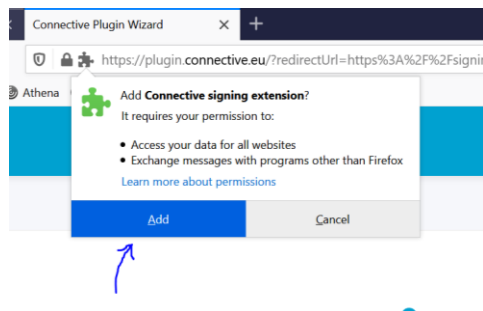 Connective Plugin Wizard
https://plugin.connective.eu/?redirectUrl=https%3A%2F%2Fsignin
Athena
Add Connective signing extension?
It requires your permission to:
• Access your data for all websites
• Exchange messages with programs other than Firefox
Learn more about permissions
Add Cancel